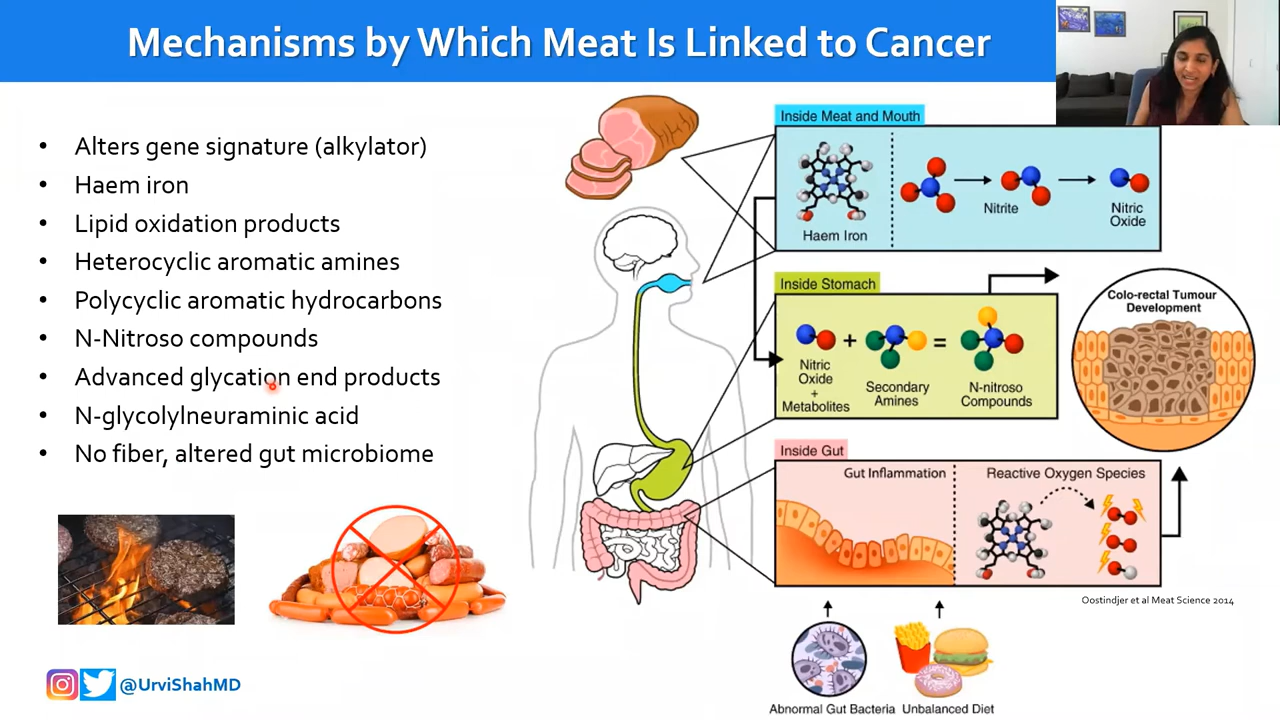 Mechanisms by Which Meat Is Linked to Cancer
• Alters gene signature (alkylator)
• Haem iron
• Lipid oxidation products
• Heterocyclic aromatic amines
• Polycyclic aromatic hydrocarbons
• N-Nitroso compounds
• Advanced glycation end products
• N-glycolylneuraminic acid
• No fiber, altered gut microbiome
@UrviShahMD
Inside Meat and Mouth
Haem Iron
Nitrite
Nitric
Oxide
Inside Stomach
Nitric
Oxide
+
Metabolites
+
Secondary
Amines
=
N-nitroso
Compounds
Colo-rectal Tumour
Development
Inside Gut
Gut Inflammation
Reactive Oxygen Species
Oostindjer et al Meat Science 2014
Abnormal Gut Bacteria
Unbalanced Diet